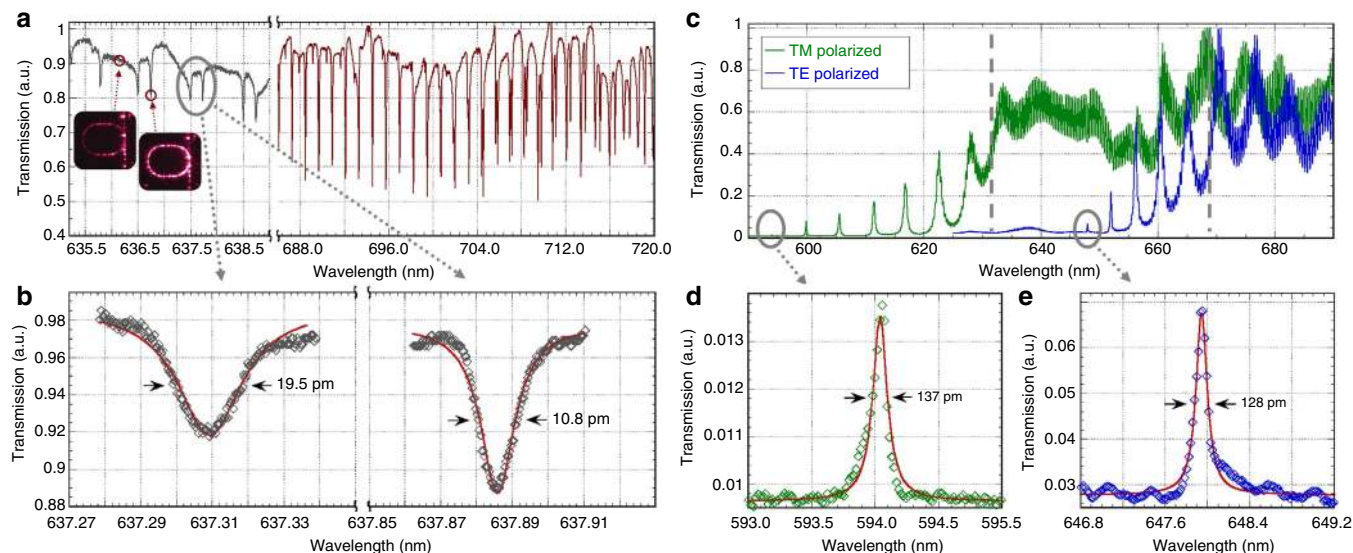 a
Transmission (a.u.)
1
0.9
0.8
0.7
0.6
0.5
0.4
635.5 636.5 637.5 638.5 688.0 696.0 704.0 712.0 720.0
Wavelength (nm)
b
Transmission (a.u.)
0.98
0.96
0.94
0.92
0.9
0.88
19.5 pm
10.8 pm
637.27 637.29 637.31 637.33 637.85 637.87 637.89 637.91
Wavelength (nm)
c
Transmission (a.u.)
1
0.8
0.6
0.4
0.2
0
TM polarized
TE polarized
600 620 640 660 680
Wavelength (nm)
d
Transmission (a.u.)
0.013
0.012
0.011
0.01
137 pm
593.0 593.5 594.0 594.5 595.5
Wavelength (nm)
e
Transmission (a.u.)
0.07
0.06
0.05
0.04
0.03
128 pm
646.8 647.6 648.4 649.2
Wavelength (nm)